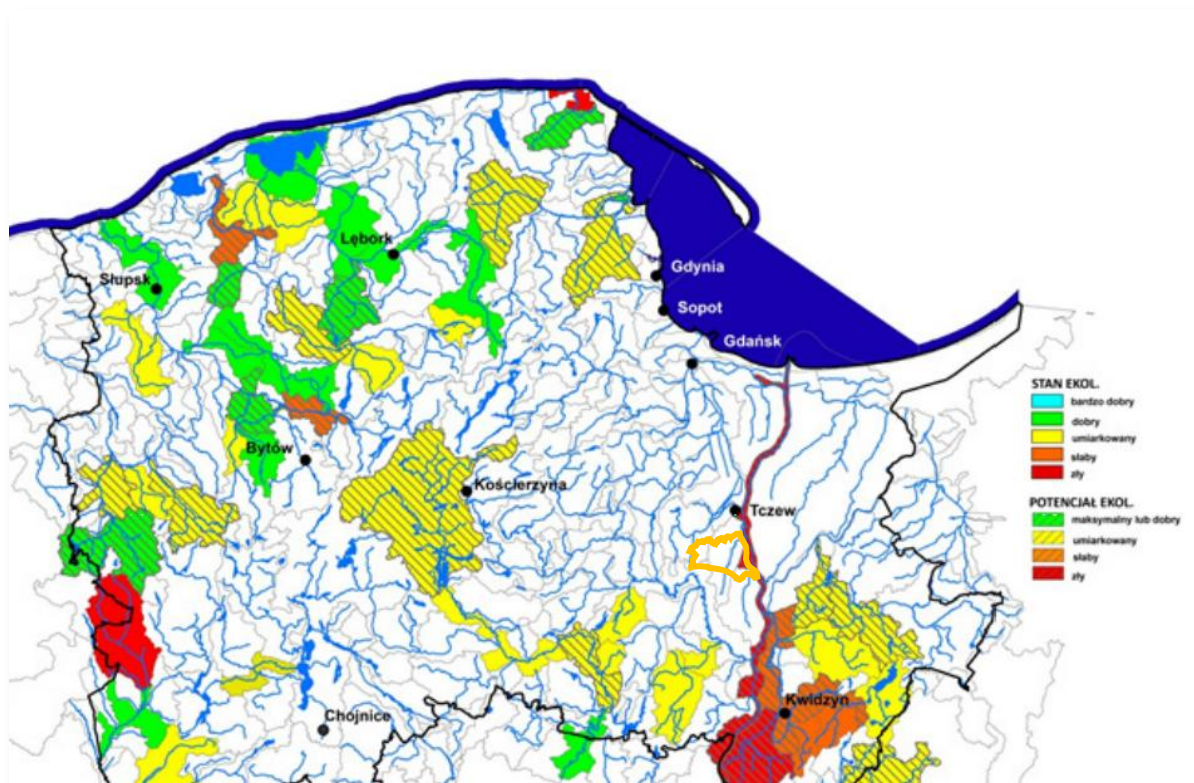 Lębork
Słupsk
Gdynia
Sopot
Gdańsk
Bytów
Kościerzyna
Tczew
Kwidzyn
Chojnice
STAN EKOL.
bardzo dobry
dobry
umiarkowany
słaby
zły
POTENCJAŁ EKOL.
maksymalny lub dobry
umiarkowany
słaby
zły